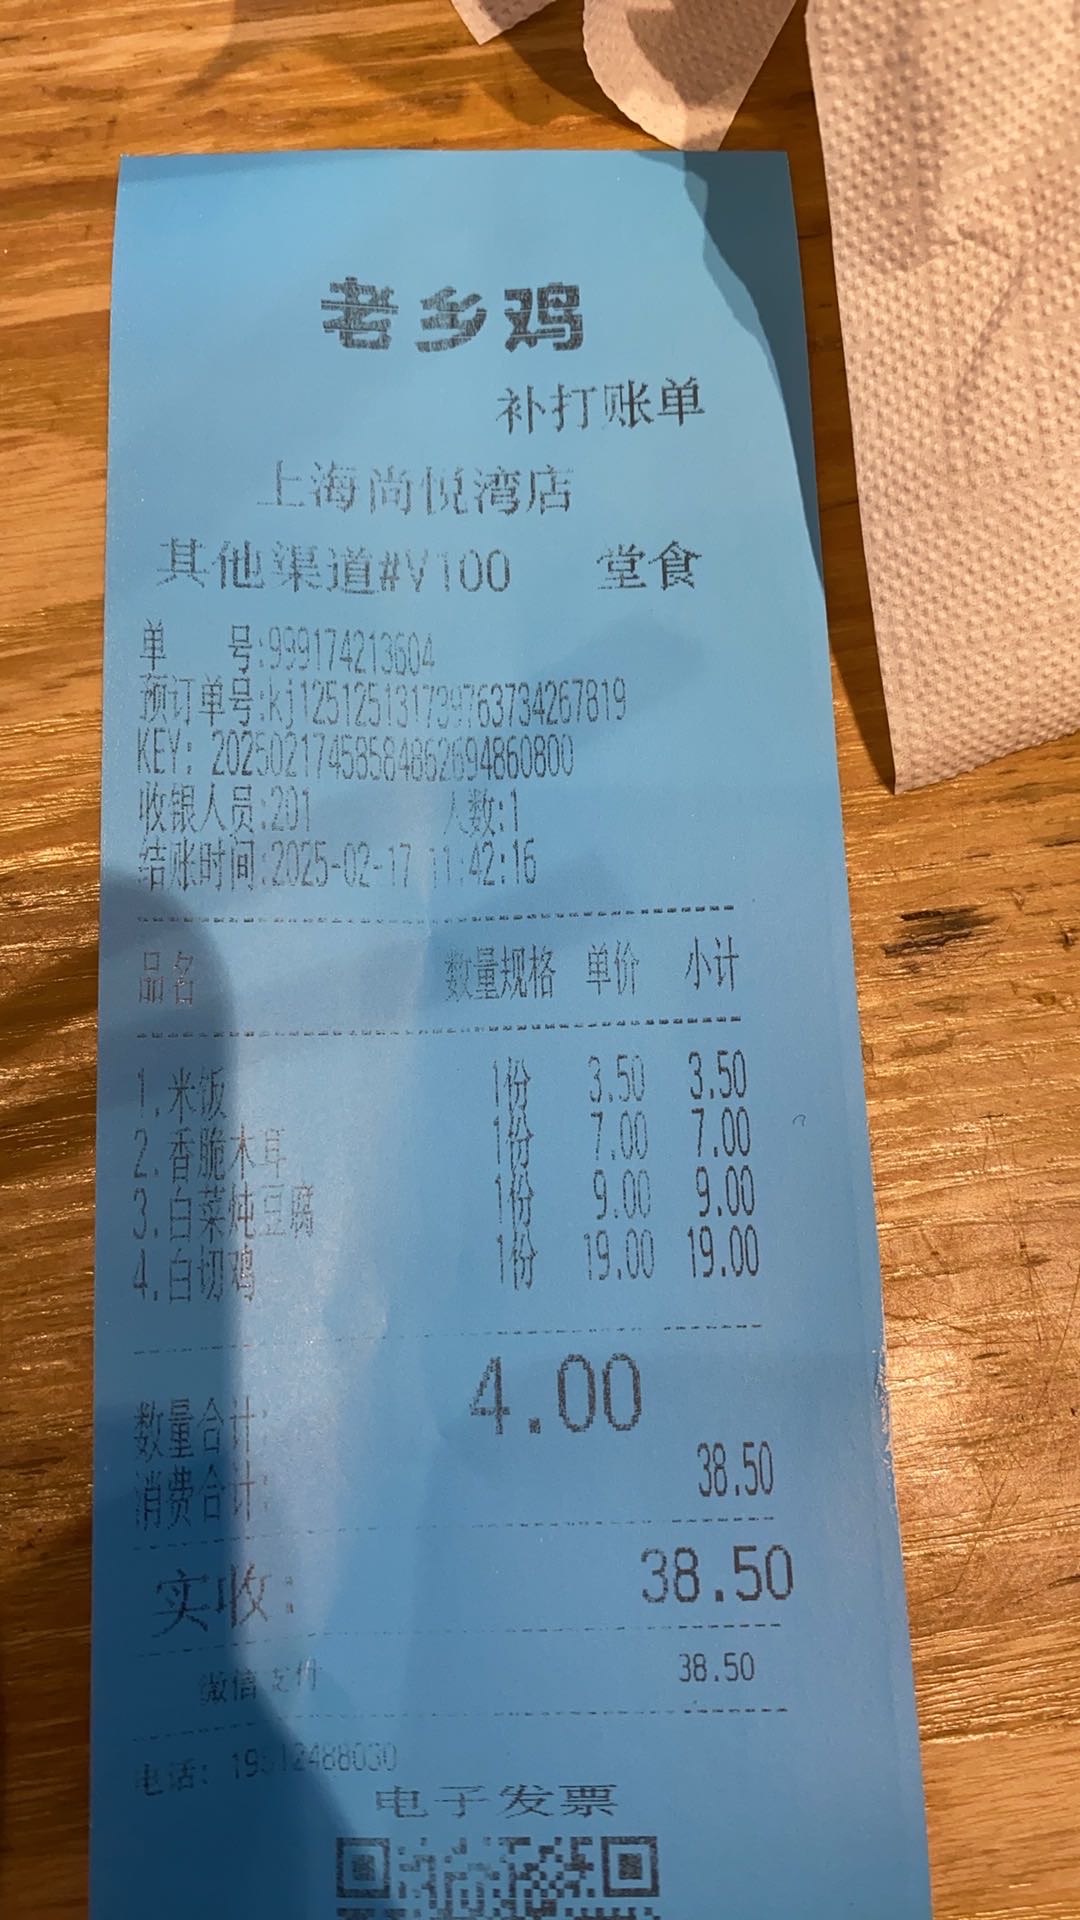 老乡鸡
补打账单
上海尚悦湾店
其他渠道#V100 堂食
单 号:999174213604
预订单号:kj12512513173976373426​7819
KEY: 20250217458584862694860800
收银人员:201 人数:1
结账时间:2025-02-17 11:42:16
品名 数量规格 单价 小计
1.米饭 1份 3.50 3.50
2.香脆木耳 1份 7.00 7.00
3.白菜炖豆腐 1份 9.00 9.00
4.白切鸡 1份 19.00 19.00
数量合计: 4.00
消费合计: 38.50
实收: 38.50
微信支付 38.50
电话:
电子发票